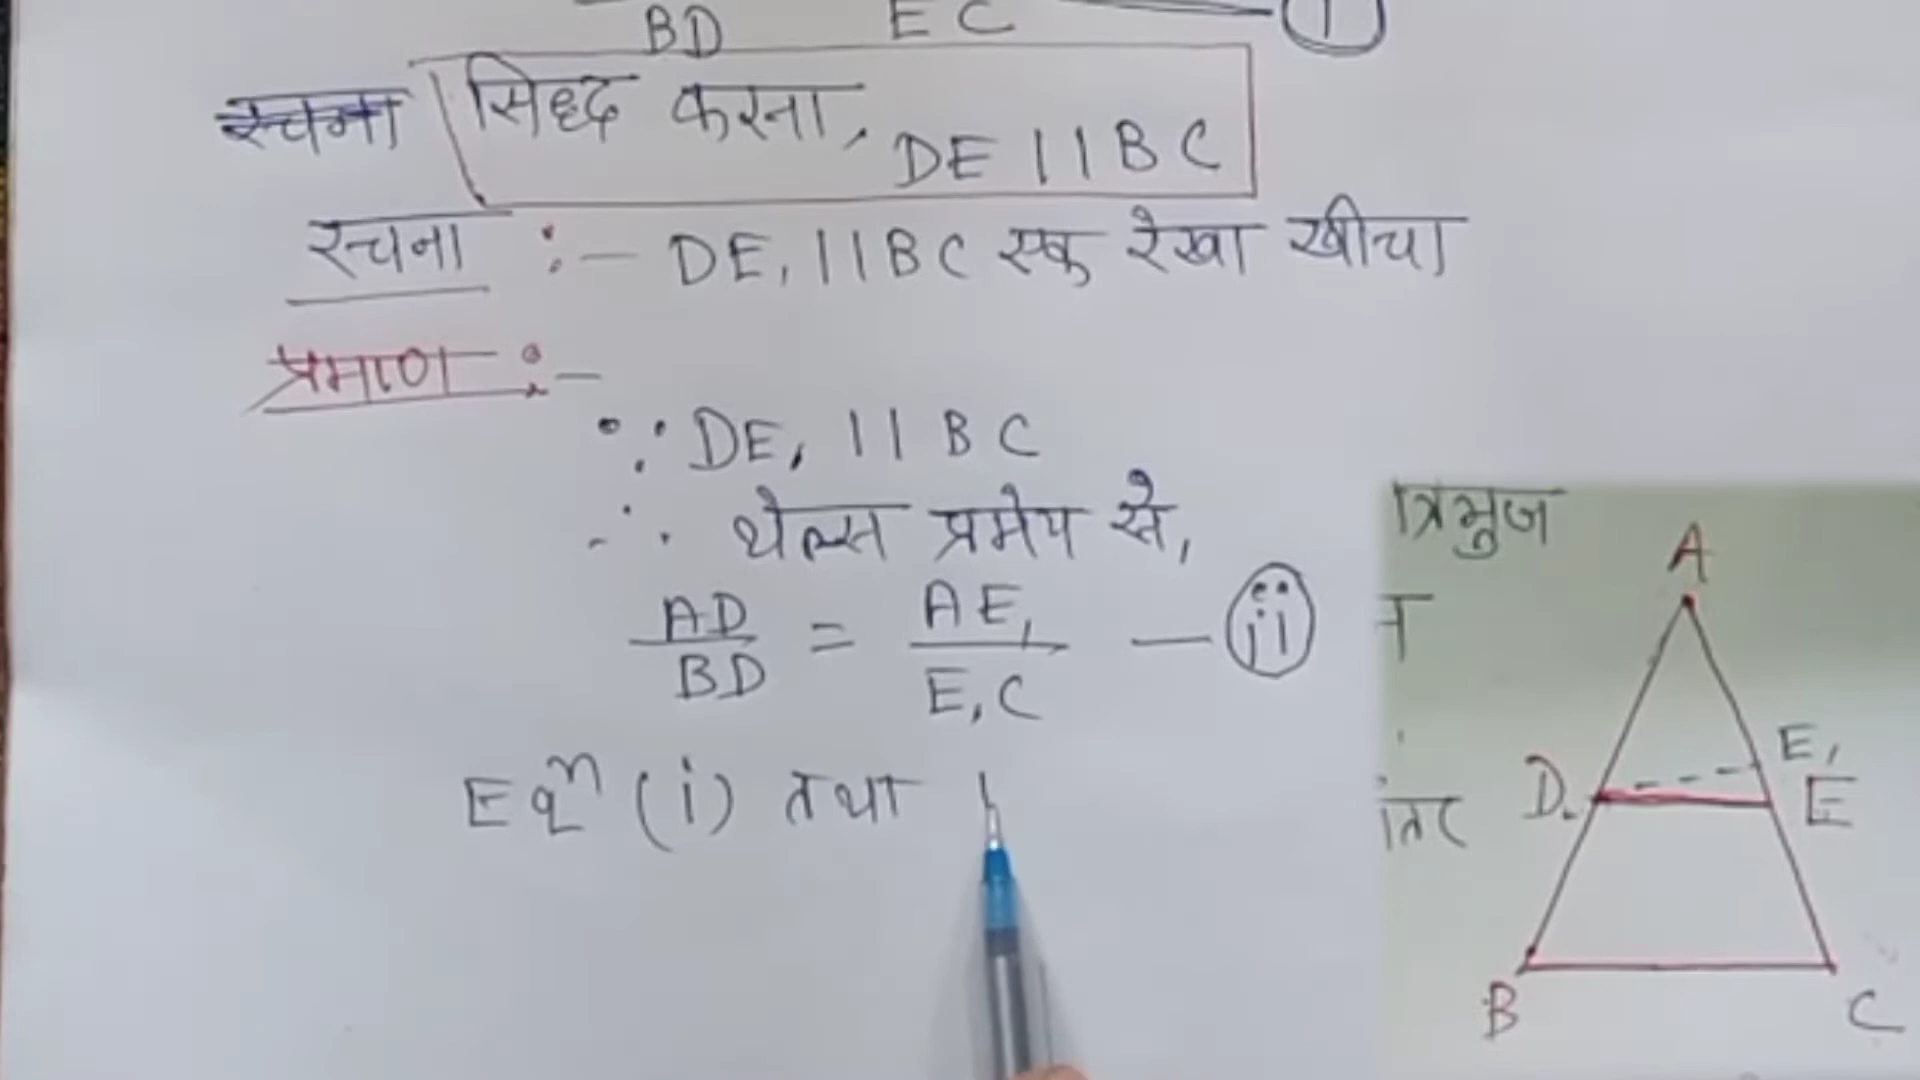 BD EC 1
रचना सिद्ध करना, DE || BC
रचना :- DE, || BC एक रेखा खीचा
प्रमाण :-
∵ DE, || BC
∴ थेल्स प्रमेय से,
AD/BD = AE,/E,C — (ii)
Eqⁿ (i) तथा
त्रिभुज
A
E,
D. E
B C